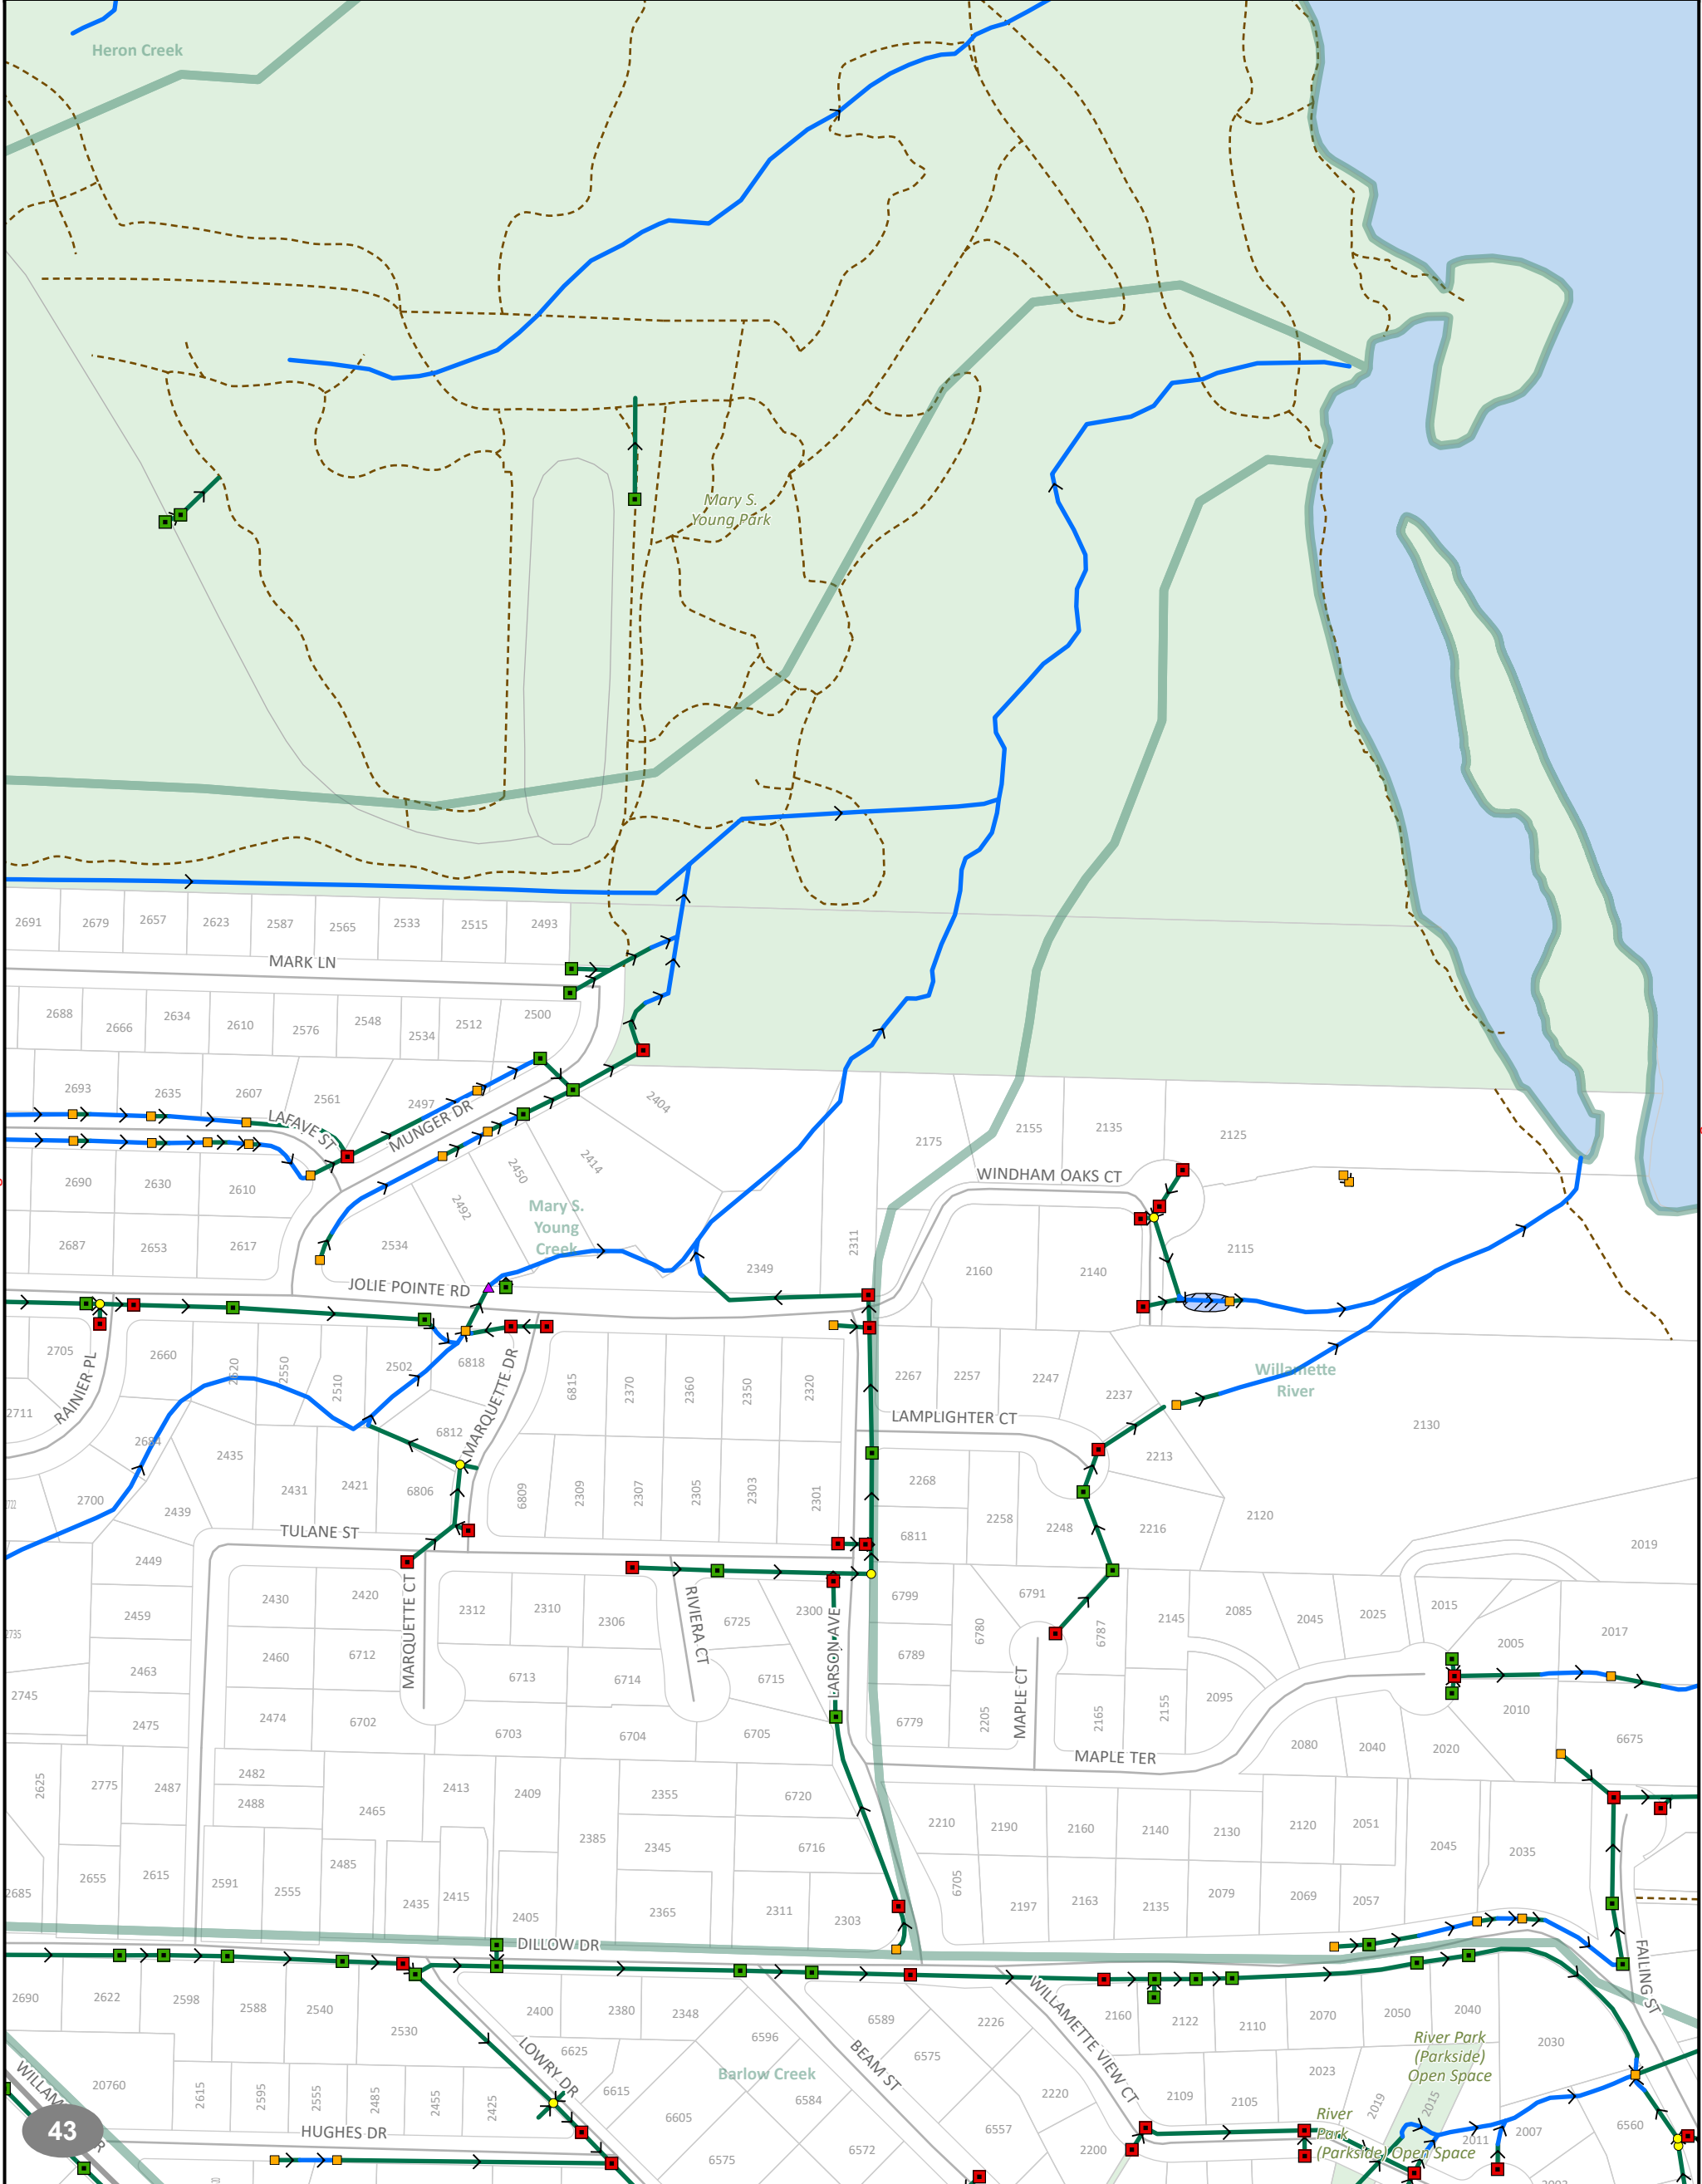 Heron Creek
Mary S.
Young Park
2691 2679 2657 2623 2587 2565 2533 2515 2493
MARK LN
2688 2666 2634 2610 2576 2548 2534 2512 2500
2693 2635 2607 2561 2497
LAFAVE ST
MUNGER DR
2404
2175 2155 2135 2125
WINDHAM OAKS CT
2690 2630 2610
2492 2450 2414
Mary S.
Young
Creek
2687 2653 2617 2534
2311 2349 2160 2140 2115
JOLIE POINTE RD
2705 2660 2520 2550 2510 2502 6818
RAINIER PL
MARQUETTE DR
6815 2370 2360 2350 2320
2267 2257 2247 2237
Willamette
River
2711 2684 2435 6812
LAMPLIGHTER CT
2213 2130
2700 2439 2431 2421 6806 6809 2309 2307 2305 2303 2301
2268 2258 2248 2216 2120
6811
TULANE ST
2449 2019
2459 2430 2420
MARQUETTE CT
2312 2310 2306
RIVIERA CT
6725 2300
LARSON AVE
6799 6791 6780 6787 2145 2085 2045 2025 2015
2005 2017
2735 2463 2460 6712 6713 6714 6715 6789
2745 2475 2474 6702 6703 6704 6705 6779 2205
MAPLE CT
2165 2155 2095 2010
MAPLE TER
2080 2040 2020 6675
2625 2775 2487 2482 2488 2465 2413 2409 2355 6720
2385 2345 6716
2210 2190 2160 2140 2130 2120 2051 2045 2035
2685 2655 2615 2591 2555 2485 2435 2415 2405 2365 2311 2303
6705 2197 2163 2135 2079 2069 2057
DILLOW DR
FAILING ST
2690 2622 2598 2588 2540 2530 2400 2380 2348 6596 6589 2226
WILLAMETTE VIEW CT
2160 2122 2110 2070 2050 2040 2030
LOWRY DR
BEAM ST
6625 6575
River Park
(Parkside)
Open Space
2023 2019 2015
20760 2615 2595 2555 2485 2455 2425 6615 6605
Barlow Creek
6584 6557 2220 2109 2105
River
Park
(Parkside) Open Space
2011 2007 6560
43
HUGHES DR
6575 6572 2200